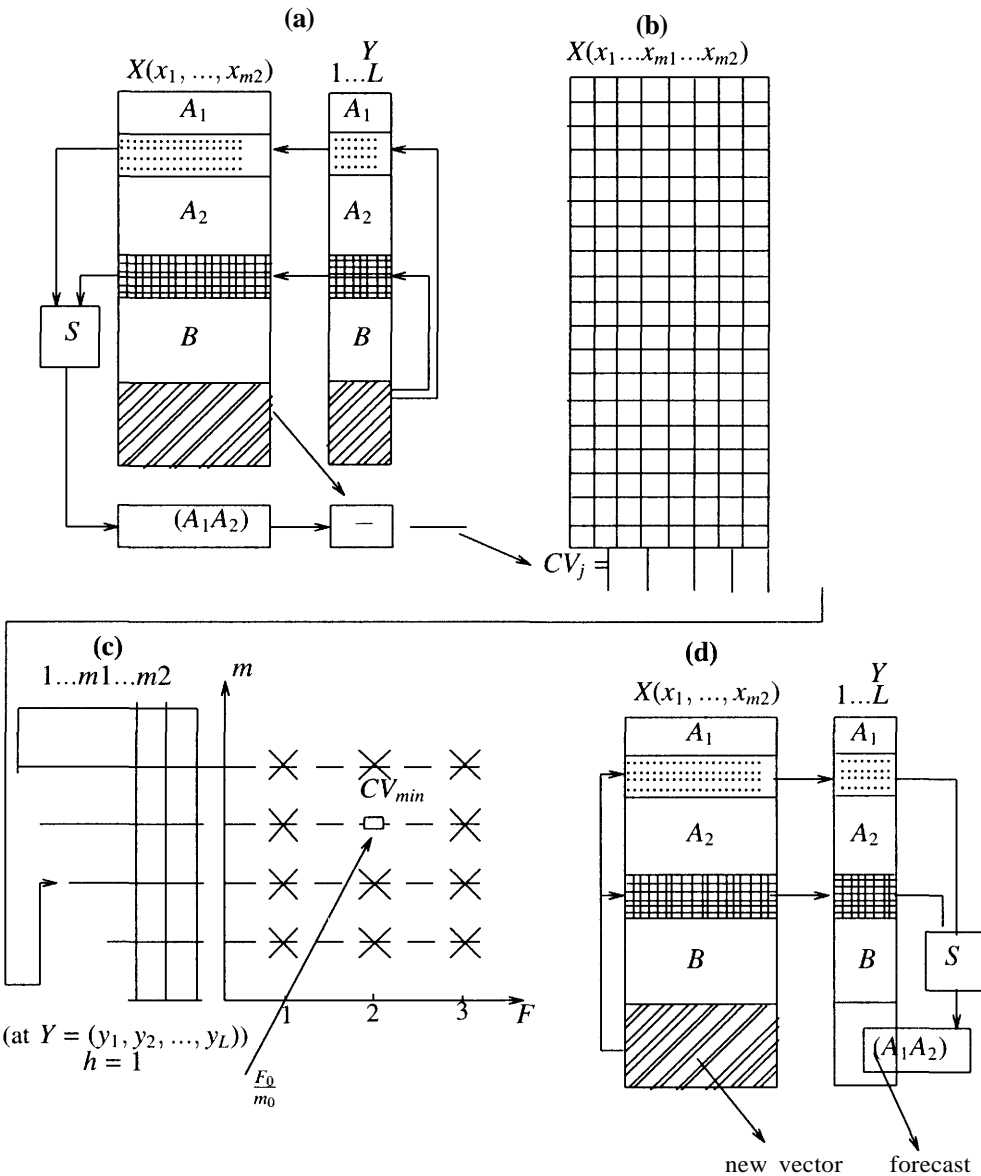 (a)
Y
X(x₁, ..., xₘ₂) 1...L
A₁ A₁
A₂ A₂
S
B B
(A₁A₂) —
(b)
X(x₁...xₘ₁...xₘ₂)
CVⱼ =
(c)
1...m1...m2 m
CVₘᵢₙ
1 2 3 F
(at Y = (y₁, y₂, ..., y_L))
h = 1
F₀
m₀
(d)
Y
X(x₁, ..., xₘ₂) 1...L
A₁ A₁
A₂ A₂
B B S
(A₁A₂)
new vector forecast